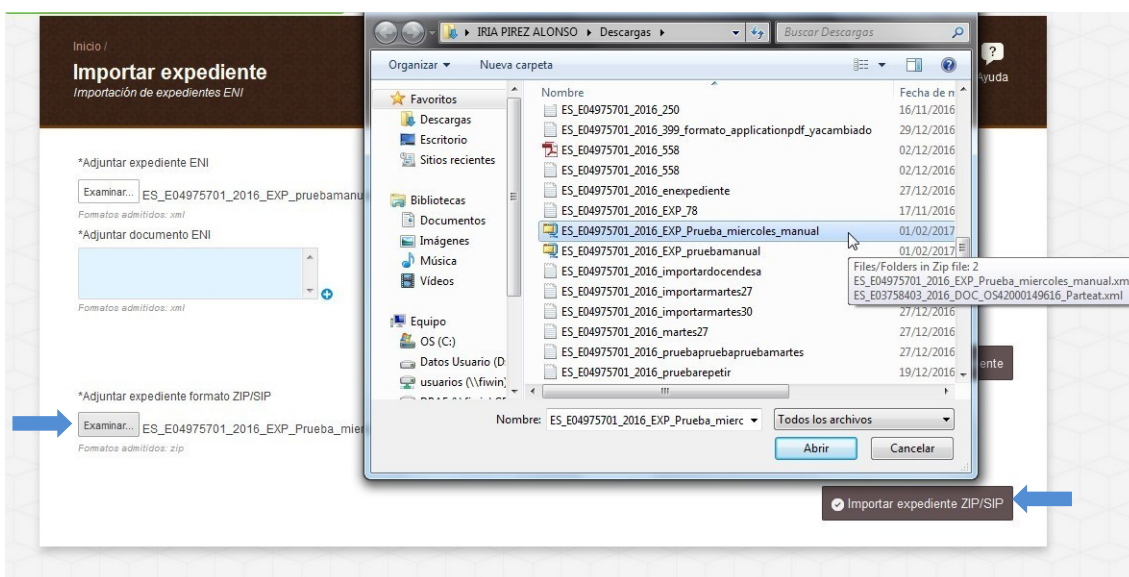 Inicio /
Importar expediente
Importación de expedientes ENI
Ayuda
*Adjuntar expediente ENI
Examinar... ES_E04975701_2016_EXP_pruebamanu
Formatos admitidos: xml
*Adjuntar documento ENI
Formatos admitidos: xml
ente
*Adjuntar expediente formato ZIP/SIP
Examinar... ES_E04975701_2016_EXP_Prueba_mier
Formatos admitidos: zip
Importar expediente ZIP/SIP
IRIA PIREZ ALONSO Descargas
Buscar Descargas
Organizar Nueva carpeta
Favoritos
Descargas
Escritorio
Sitios recientes
Bibliotecas
Documentos
Imágenes
Música
Vídeos
Equipo
OS (C:)
Datos Usuario (D:
usuarios (\\fiwin)
Nombre Fecha de n
ES_E04975701_2016_250 16/11/2016
ES_E04975701_2016_399_formato_applicationpdf_yacambiado 29/12/2016
ES_E04975701_2016_558 02/12/2016
ES_E04975701_2016_558 02/12/2016
ES_E04975701_2016_enexpediente 27/12/2016
ES_E04975701_2016_EXP_78 17/11/2016
ES_E04975701_2016_EXP_Prueba_miercoles_manual 01/02/2017
ES_E04975701_2016_EXP_pruebamanual 01/02/2017
ES_E04975701_2016_importardocendesa
ES_E04975701_2016_importarmartes27
ES_E04975701_2016_importarmartes30 27/12/2016
ES_E04975701_2016_martes27 27/12/2016
ES_E04975701_2016_pruebapruebapruebamartes 27/12/2016
ES_E04975701_2016_pruebarepetir 19/12/2016
Files/Folders in Zip file: 2
ES_E04975701_2016_EXP_Prueba_miercoles_manual.xm
ES_E03758403_2016_DOC_OS42000149616_Parteat.xml
Nombre: ES_E04975701_2016_EXP_Prueba_mierc Todos los archivos
Abrir Cancelar